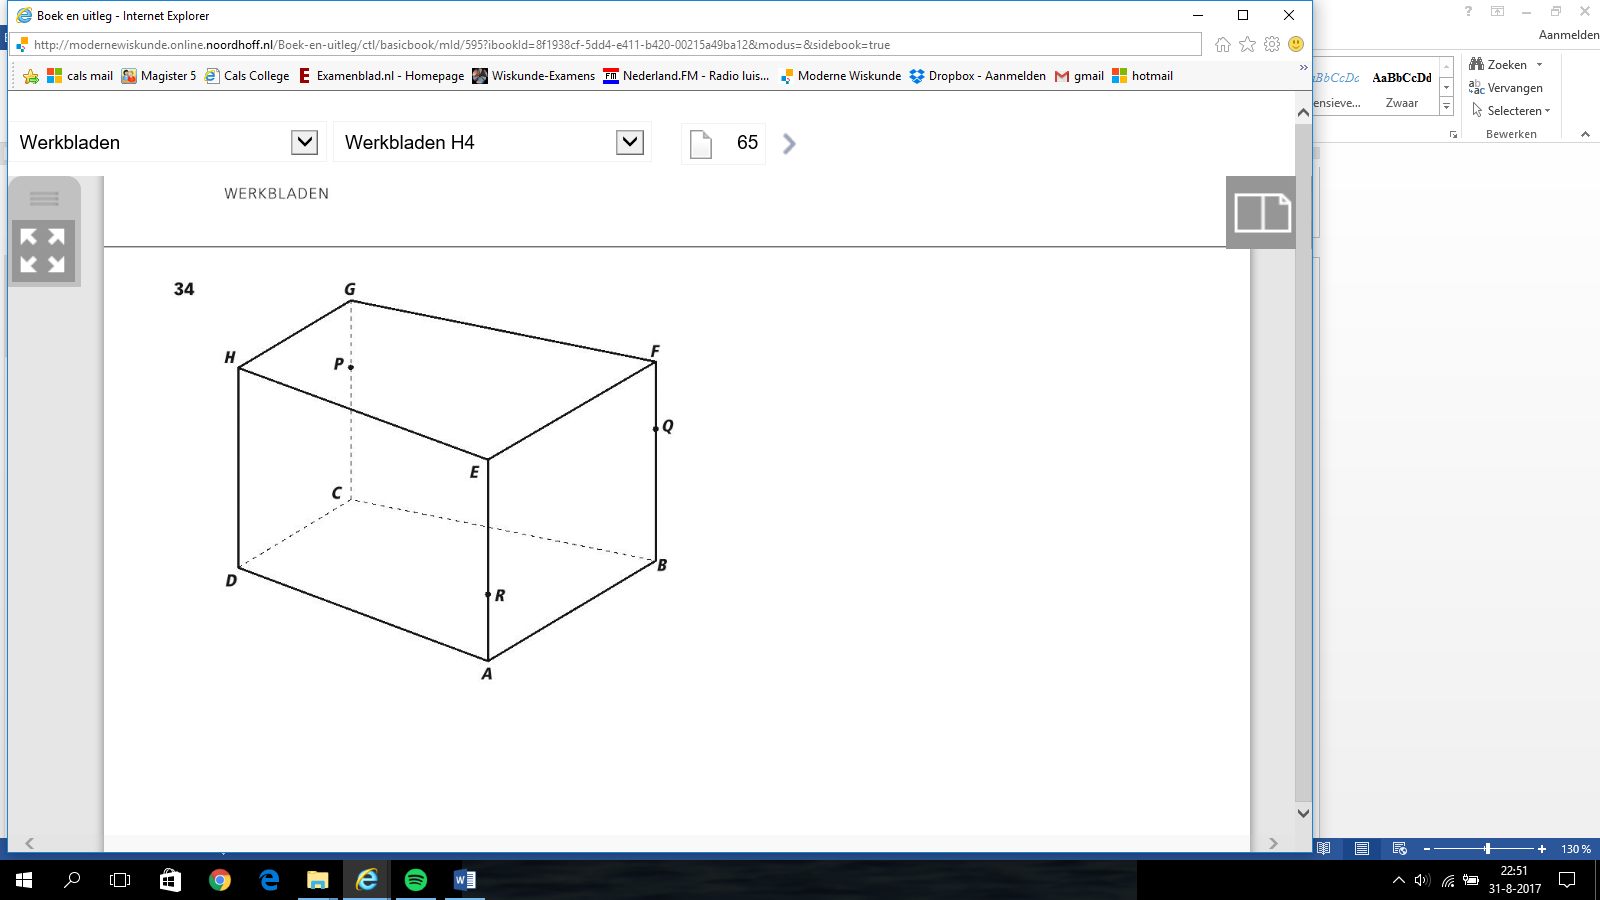 Boek en uitleg - Internet Explorer
http://modernewiskunde.online.noordhoff.nl/Boek-en-uitleg/ctl/basicbook/mId/595?ibookId=8f1938cf-5dd4-e411-b420-00215a49ba12&modus=&sidebook=true
cals mail Magister 5 Cals College Examenblad.nl - Homepage Wiskunde-Examens Nederland.FM - Radio luis... Moderne Wiskunde Dropbox - Aanmelden gmail hotmail »
Aanmelden
BbCcDc AaBbCcDd
ensieve... Zwaar
Zoeken
Vervangen
Selecteren
Bewerken
Werkbladen Werkbladen H4 65
WERKBLADEN
34
G
H
P
F
Q
E
C
D
B
R
A
130 %
22:51
31-8-2017